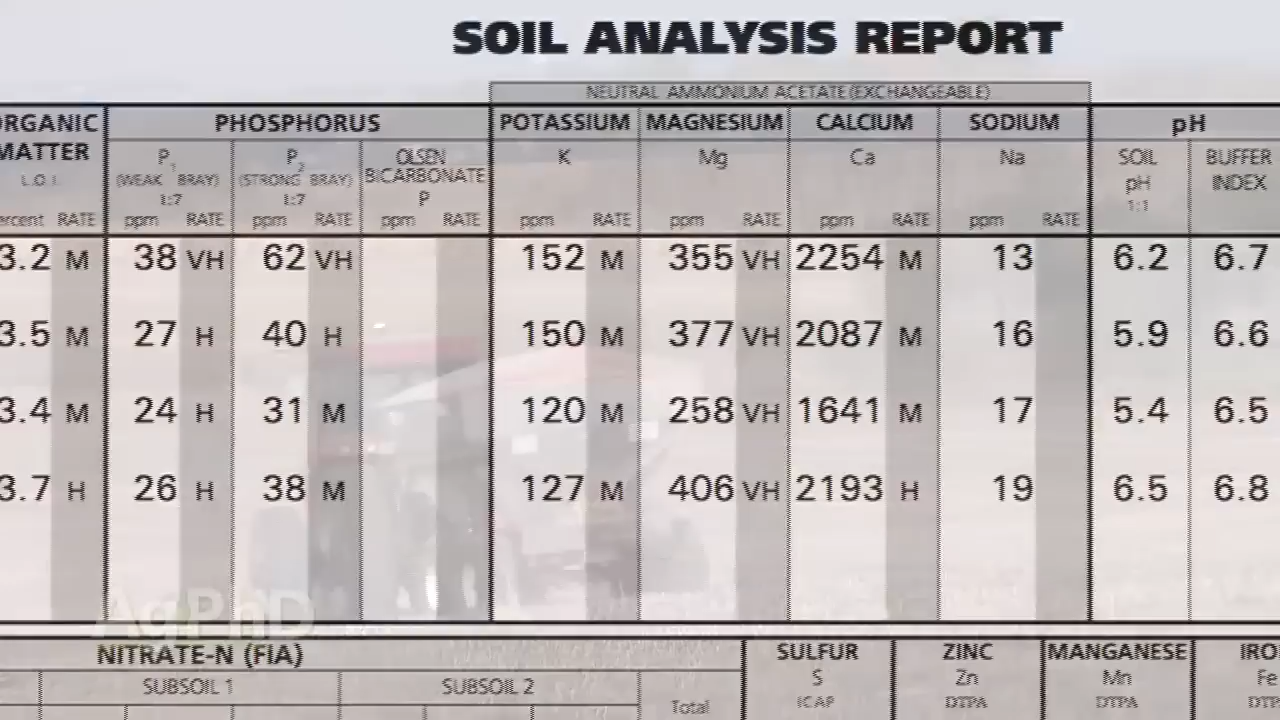 SOIL ANALYSIS REPORT
NEUTRAL AMMONIUM ACETATE (EXCHANGEABLE)
ORGANIC PHOSPHORUS POTASSIUM MAGNESIUM CALCIUM SODIUM pH
MATTER P1 P2 OLSEN K Mg Ca Na SOIL BUFFER
L.O.I. (WEAK BRAY) (STRONG BRAY) BICARBONATE pH INDEX
1:7 1:7 P 1:1
percent RATE ppm RATE ppm RATE ppm RATE ppm RATE ppm RATE ppm RATE ppm RATE
3.2 M 38 VH 62 VH 152 M 355 VH 2254 M 13 6.2 6.7
3.5 M 27 H 40 H 150 M 377 VH 2087 M 16 5.9 6.6
3.4 M 24 H 31 M 120 M 258 VH 1641 M 17 5.4 6.5
3.7 H 26 H 38 M 127 M 406 VH 2193 H 19 6.5 6.8
AgPhD
NITRATE-N (FIA) SULFUR ZINC MANGANESE IRON
SUBSOIL 1 SUBSOIL 2 S Zn Mn Fe
Total ICAP DTPA DTPA DTPA